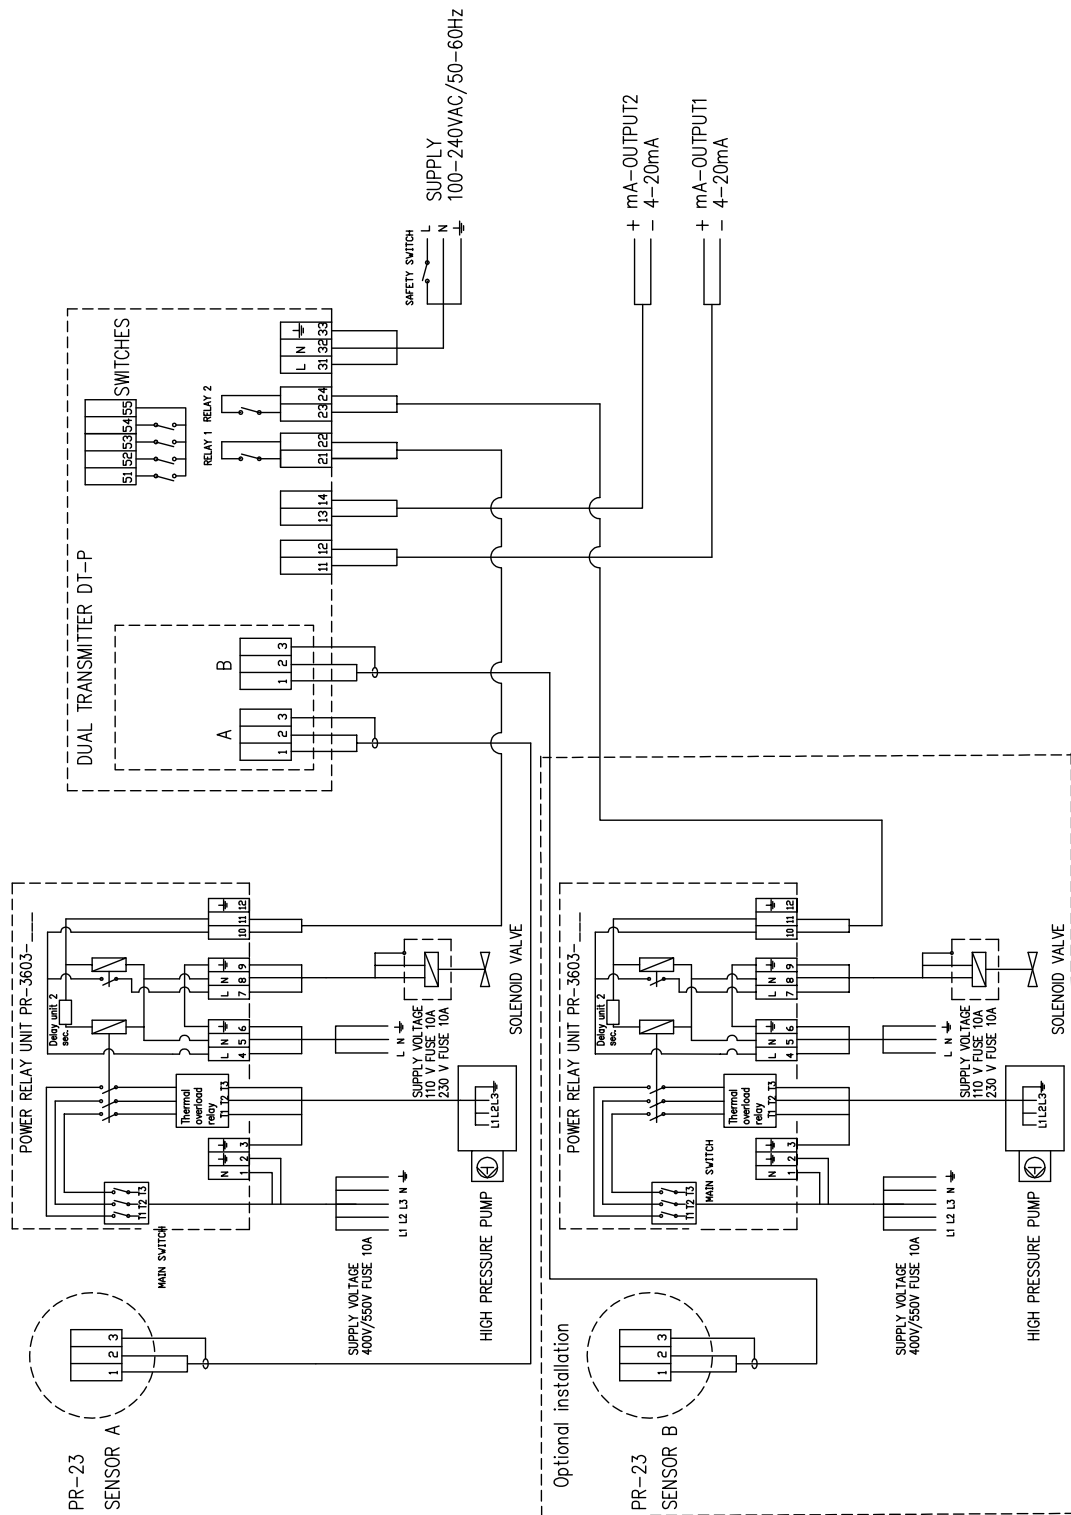 DUAL TRANSMITTER DT-P
A
1 2 3
B
1 2 3
SWITCHES
51 52 53 54 55
RELAY 1
RELAY 2
11 12
13 14
21 22
23 24
L N
31 32 33
SAFETY SWITCH
L
N
SUPPLY
100-240VAC/50-60Hz
+ mA-OUTPUT2
- 4-20mA
+ mA-OUTPUT1
- 4-20mA
PR-23
SENSOR A
1 2 3
POWER RELAY UNIT PR-3603-____
MAIN SWITCH
T1 T2 T3
Thermal
overload
relay
T1 T2 T3
Delay unit 2
sec.
N
1 2 3
L N
4 5 6
L N
7 8 9
10 11 12
SUPPLY VOLTAGE
400V/550V FUSE 10A
L1 L2 L3 N
HIGH PRESSURE PUMP
L1 L2 L3
L N
SUPPLY VOLTAGE
110 V FUSE 10A
230 V FUSE 10A
SOLENOID VALVE
Optional installation
PR-23
SENSOR B
1 2 3
POWER RELAY UNIT PR-3603-____
MAIN SWITCH
T1 T2 T3
Thermal
overload
relay
T1 T2 T3
Delay unit 2
sec.
N
1 2 3
L N
4 5 6
L N
7 8 9
10 11 12
SUPPLY VOLTAGE
400V/550V FUSE 10A
L1 L2 L3 N
HIGH PRESSURE PUMP
L1 L2 L3
L N
SUPPLY VOLTAGE
110 V FUSE 10A
230 V FUSE 10A
SOLENOID VALVE